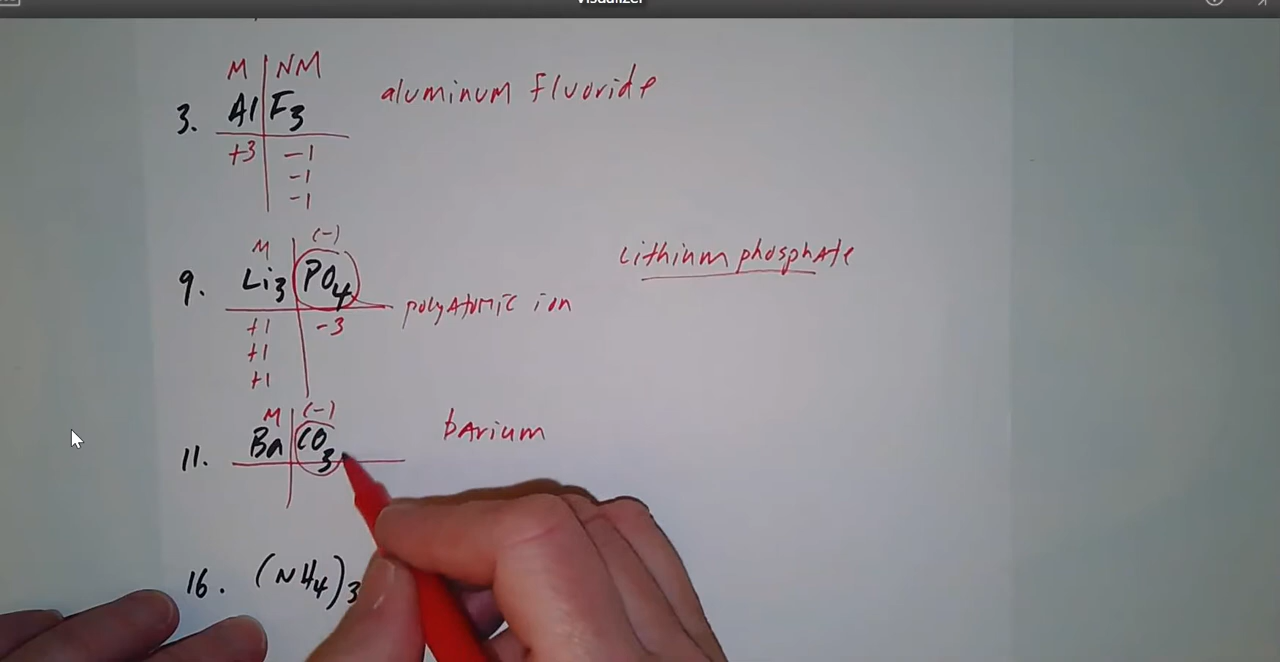 Visualizer
M NM
3. Al F3 aluminum fluoride
+3 -1
-1
-1
M (-)
9. Li3 PO4 Lithium phosphate
polyatomic ion
+1 -3
+1
+1
M (-)
11. Ba CO3 barium
16. (NH4)3